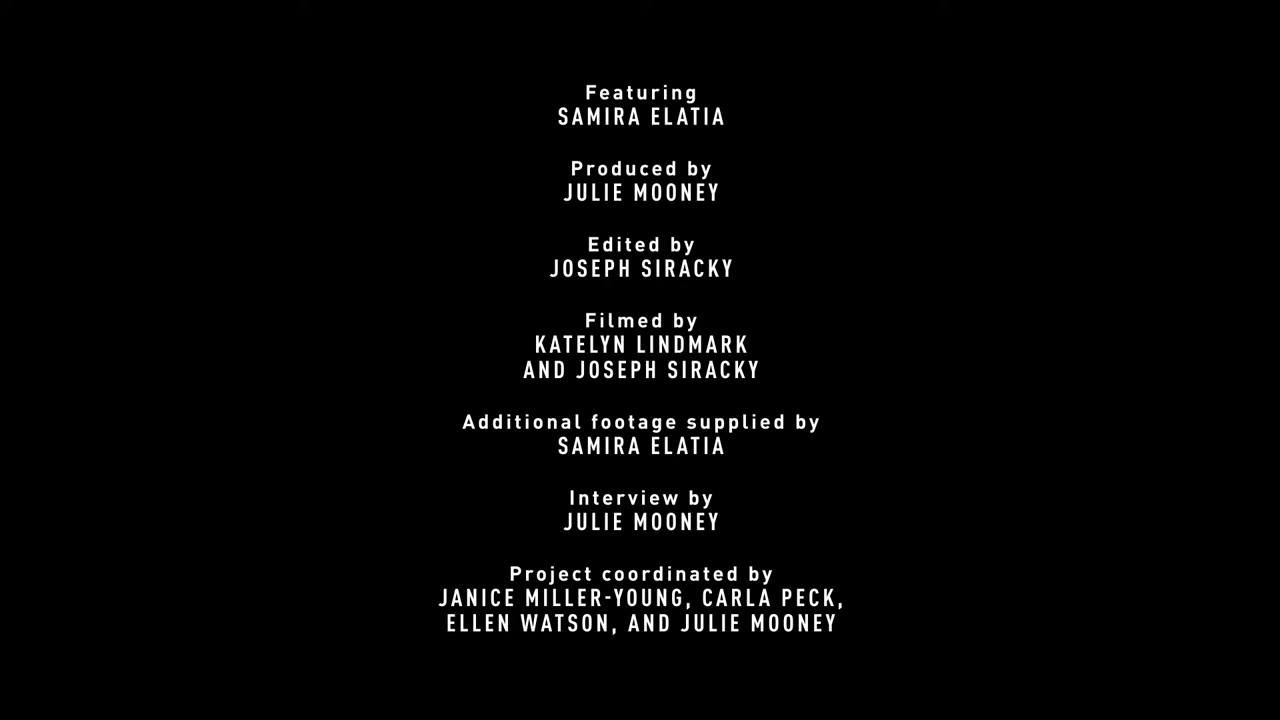 Featuring
SAMIRA ELATIA
Produced by
JULIE MOONEY
Edited by
JOSEPH SIRACKY
Filmed by
KATELYN LINDMARK
AND JOSEPH SIRACKY
Additional footage supplied by
SAMIRA ELATIA
Interview by
JULIE MOONEY
Project coordinated by
JANICE MILLER-YOUNG, CARLA PECK,
ELLEN WATSON, AND JULIE MOONEY